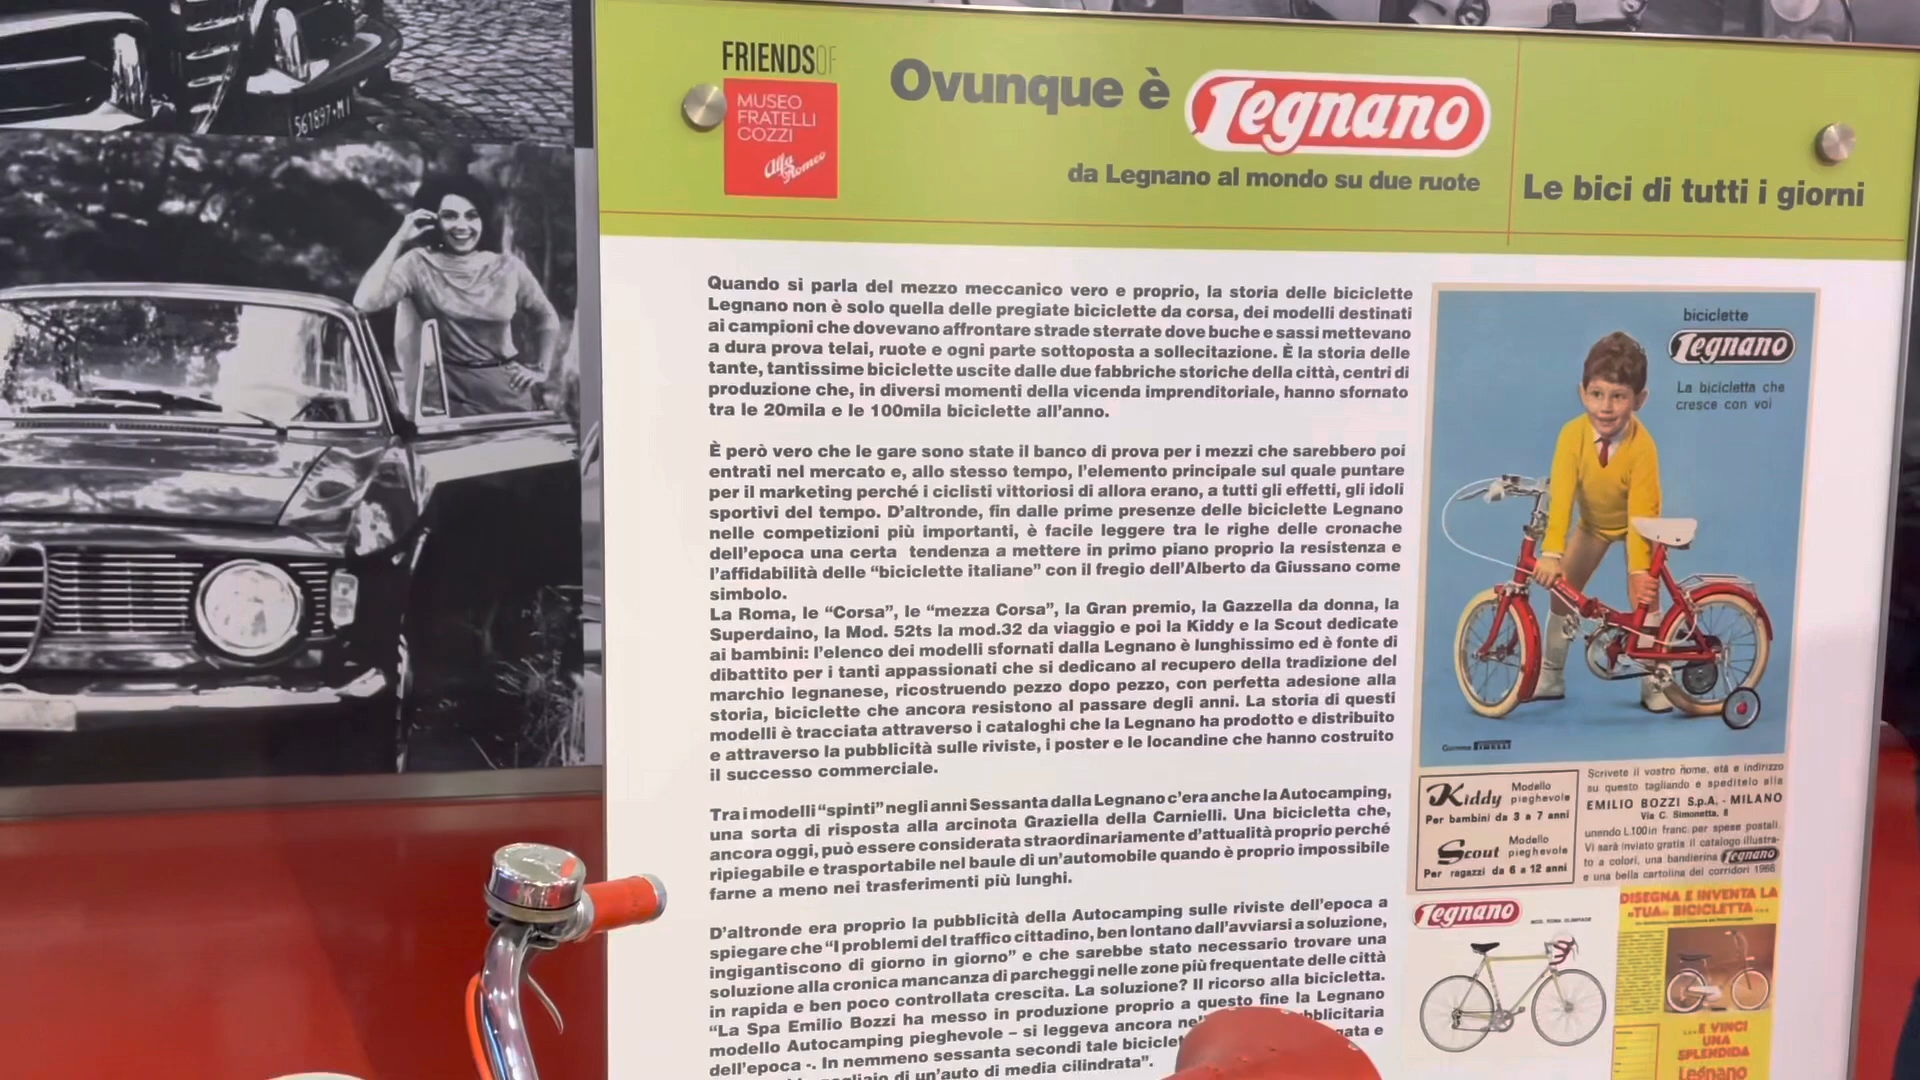 561897•MI
FRIENDSOF
MUSEO
FRATELLI
COZZI
Alfa
Romeo
Ovunque è Legnano
da Legnano al mondo su due ruote
Le bici di tutti i giorni
Quando si parla del mezzo meccanico vero e proprio, la storia delle biciclette
Legnano non è solo quella delle pregiate biciclette da corsa, dei modelli destinati
ai campioni che dovevano affrontare strade sterrate dove buche e sassi mettevano
a dura prova telai, ruote e ogni parte sottoposta a sollecitazione. È la storia delle
tante, tantissime biciclette uscite dalle due fabbriche storiche della città, centri di
produzione che, in diversi momenti della vicenda imprenditoriale, hanno sfornato
tra le 20mila e le 100mila biciclette all'anno.
È però vero che le gare sono state il banco di prova per i mezzi che sarebbero poi
entrati nel mercato e, allo stesso tempo, l'elemento principale sul quale puntare
per il marketing perché i ciclisti vittoriosi di allora erano, a tutti gli effetti, gli idoli
sportivi del tempo. D'altronde, fin dalle prime presenze delle biciclette Legnano
nelle competizioni più importanti, è facile leggere tra le righe delle cronache
dell'epoca una certa tendenza a mettere in primo piano proprio la resistenza e
l'affidabilità delle “biciclette italiane” con il fregio dell'Alberto da Giussano come
simbolo.
La Roma, le “Corsa”, le “mezza Corsa”, la Gran premio, la Gazzella da donna, la
Superdaino, la Mod. 52ts la mod.32 da viaggio e poi la Kiddy e la Scout dedicate
ai bambini: l'elenco dei modelli sfornati dalla Legnano è lunghissimo ed è fonte di
dibattito per i tanti appassionati che si dedicano al recupero della tradizione del
marchio legnanese, ricostruendo pezzo dopo pezzo, con perfetta adesione alla
storia, biciclette che ancora resistono al passare degli anni. La storia di questi
modelli è tracciata attraverso i cataloghi che la Legnano ha prodotto e distribuito
e attraverso la pubblicità sulle riviste, i poster e le locandine che hanno costruito
il successo commerciale.
Tra i modelli “spinti” negli anni Sessanta dalla Legnano c'era anche la Autocamping,
una sorta di risposta alla arcinota Graziella della Carnielli. Una bicicletta che,
ancora oggi, può essere considerata straordinariamente d'attualità proprio perché
ripiegabile e trasportabile nel baule di un'automobile quando è proprio impossibile
farne a meno nei trasferimenti più lunghi.
D'altronde era proprio la pubblicità della Autocamping sulle riviste dell'epoca a
spiegare che “I problemi del traffico cittadino, ben lontano dall'avviarsi a soluzione,
ingigantiscono di giorno in giorno” e che sarebbe stato necessario trovare una
soluzione alla cronica mancanza di parcheggi nelle zone più frequentate delle città
in rapida e ben poco controllata crescita. La soluzione? Il ricorso alla bicicletta.
“La Spa Emilio Bozzi ha messo in produzione proprio a questo fine la Legnano
modello Autocamping pieghevole – si leggeva ancora
dell'epoca -. In nemmeno sessanta secondi tale
di un'auto di media cilindrata”.
biciclette
Legnano
La bicicletta che
cresce con voi
Gomme PIRELLI
Kiddy Modello pieghevole
Per bambini da 3 a 7 anni
Scout Modello pieghevole
Per ragazzi da 6 a 12 anni
Scrivete il vostro nome, età e indirizzo
su questo tagliando e speditelo alla
EMILIO BOZZI S.p.A. - MILANO
Via C. Simonetta, 8
unendo L.100 in franc. per spese postali.
Vi sarà inviato gratis il catalogo illustra-
to a colori, una bandierina Legnano
e una bella cartolina dei corridori 1966
Legnano
DISEGNA E INVENTA LA
«TUA» BICICLETTA...
...E VINCI
UNA
SPLENDIDA
Legnano